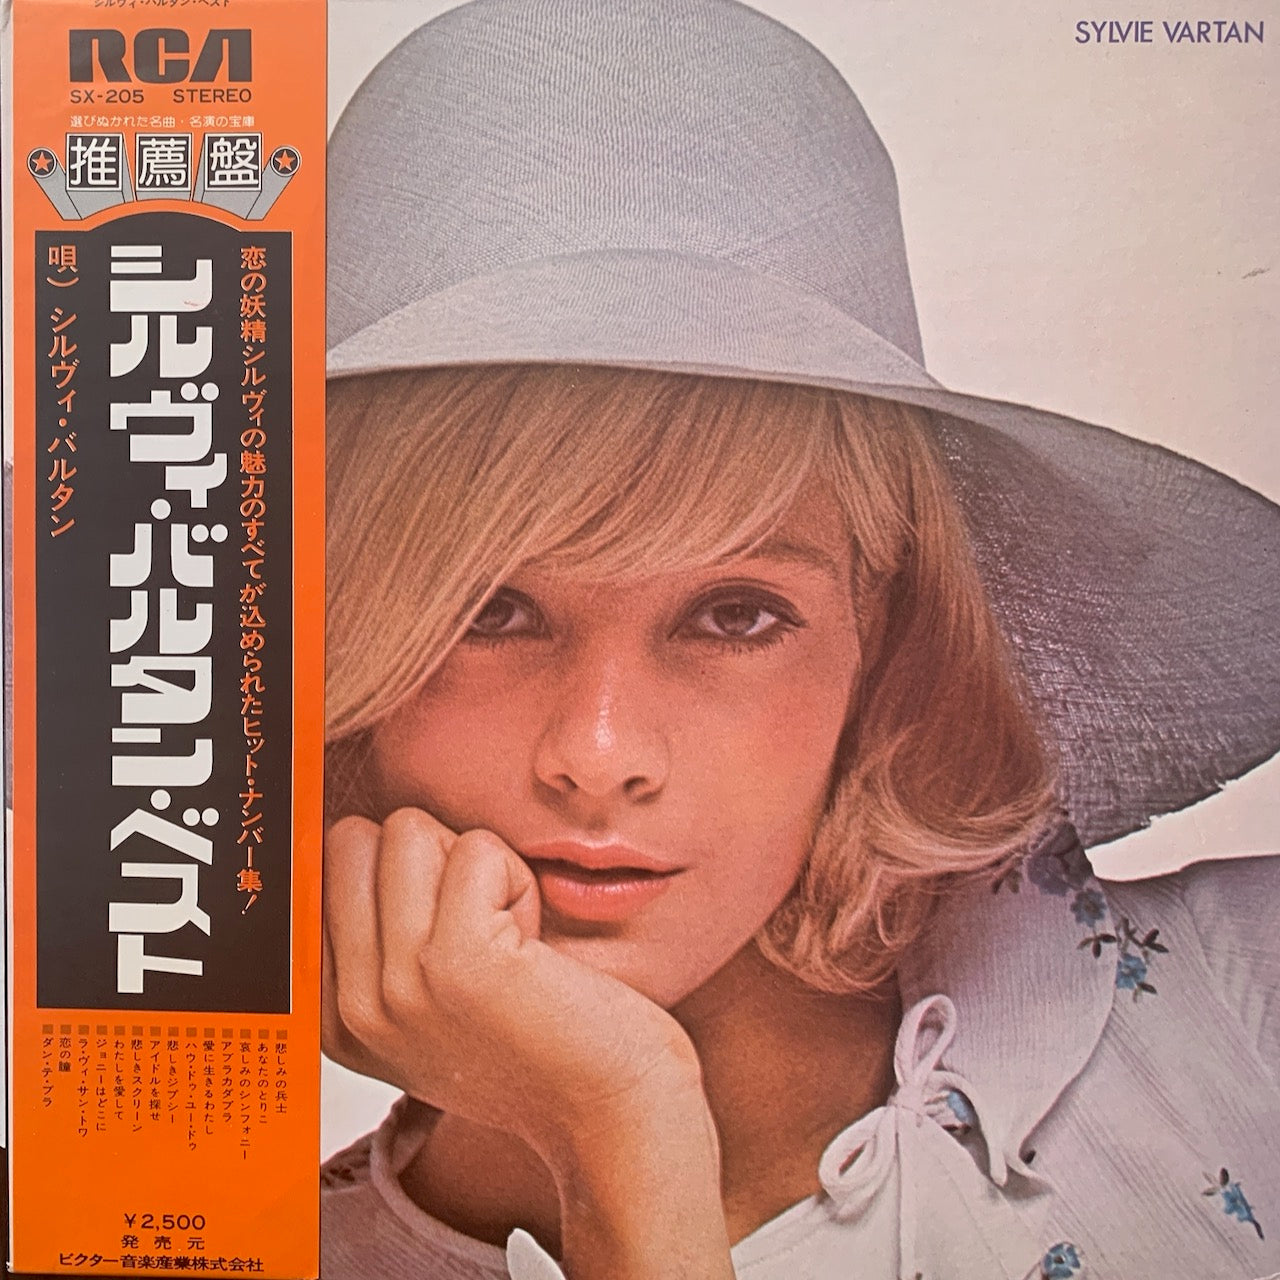 シルヴィ・バルタン・ベスト
RCA
SX-205 STEREO
選びぬかれた名曲・名演の宝庫
推薦盤
恋の妖精シルヴィの魅力のすべてが込められたヒット・ナンバー集!
シルヴィ・バルタン・ベスト
唄) シルヴィ・バルタン
■悲しみの兵士
■あなたのとりこ
■哀しみのシンフォニー
■アブラカダブラ
■愛に生きるわたし
■ハウ・ドゥ・ユー・ドゥ
■悲しきジプシー
■アイドルを探せ
■悲しきスクリーン
■わたしを愛して
■ジョニーはどこに
■ラ・ヴィ・サン・トワ
■恋の瞳
■ダン・テ・ブラ
¥2,500
発売元
ビクター音楽産業株式会社
SYLVIE VARTAN